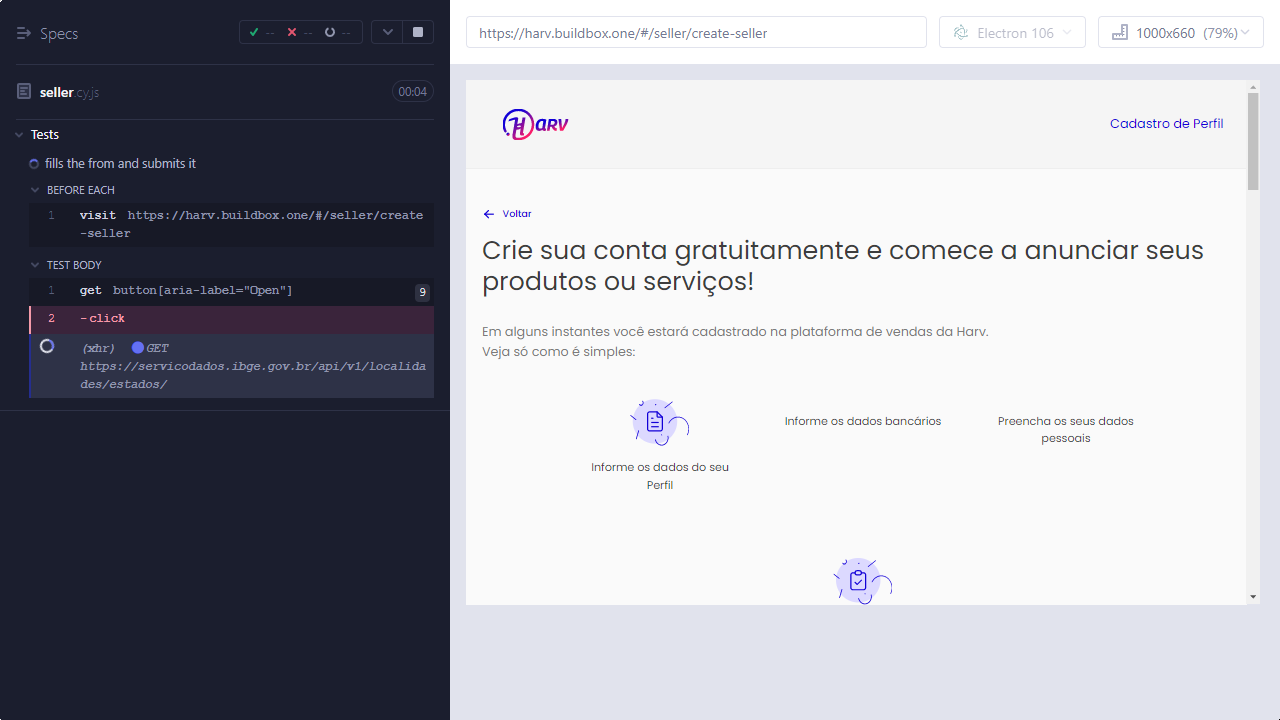 Specs
--
--
--
seller.cy.js
00:04
Tests
fills the from and submits it
BEFORE EACH
1 visit https://harv.buildbox.one/#/seller/create
-seller
TEST BODY
1 get button[aria-label="Open"] 9
2 -click
(xhr) GET
https://servicodados.ibge.gov.br/api/v1/localida
des/estados/
https://harv.buildbox.one/#/seller/create-seller
Electron 106
1000x660 (79%)
HARV
Cadastro de Perfil
Voltar
Crie sua conta gratuitamente e comece a anunciar seus
produtos ou serviços!
Em alguns instantes você estará cadastrado na plataforma de vendas da Harv.
Veja só como é simples:
Informe os dados do seu
Perfil
Informe os dados bancários
Preencha os seus dados
pessoais